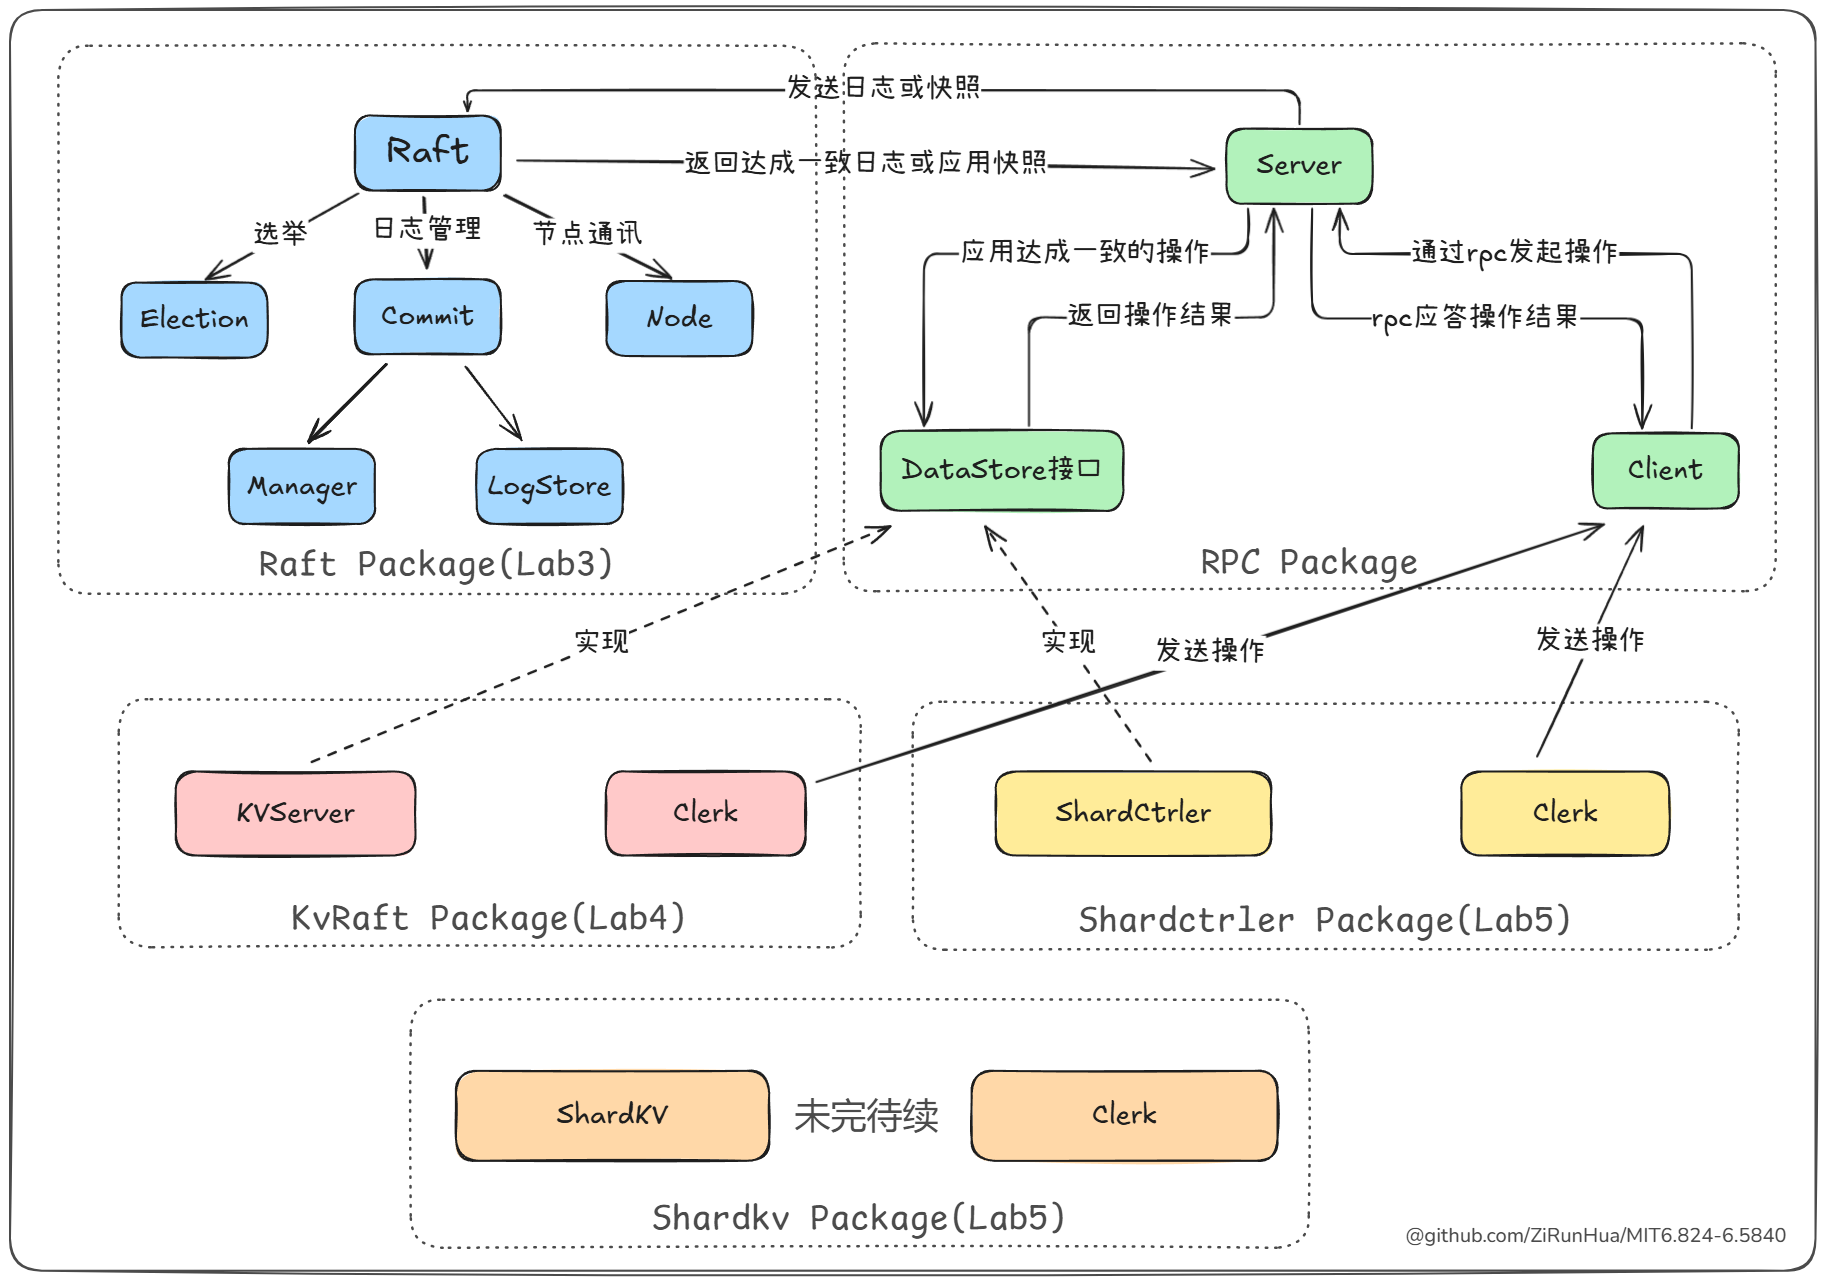 发送日志或快照
Raft
返回达成一致日志或应用快照
Server
选举
日志管理
节点通讯
应用达成一致的操作
通过rpc发起操作
Election
Commit
Node
返回操作结果
rpc应答操作结果
Manager
LogStore
DataStore接口
Client
Raft Package(Lab3)
RPC Package
实现
实现
发送操作
发送操作
KVServer
Clerk
ShardCtrler
Clerk
KvRaft Package(Lab4)
Shardctrler Package(Lab5)
ShardKV
未完待续
Clerk
Shardkv Package(Lab5)
@github.com/ZiRunHua/MIT6.824-6.5840